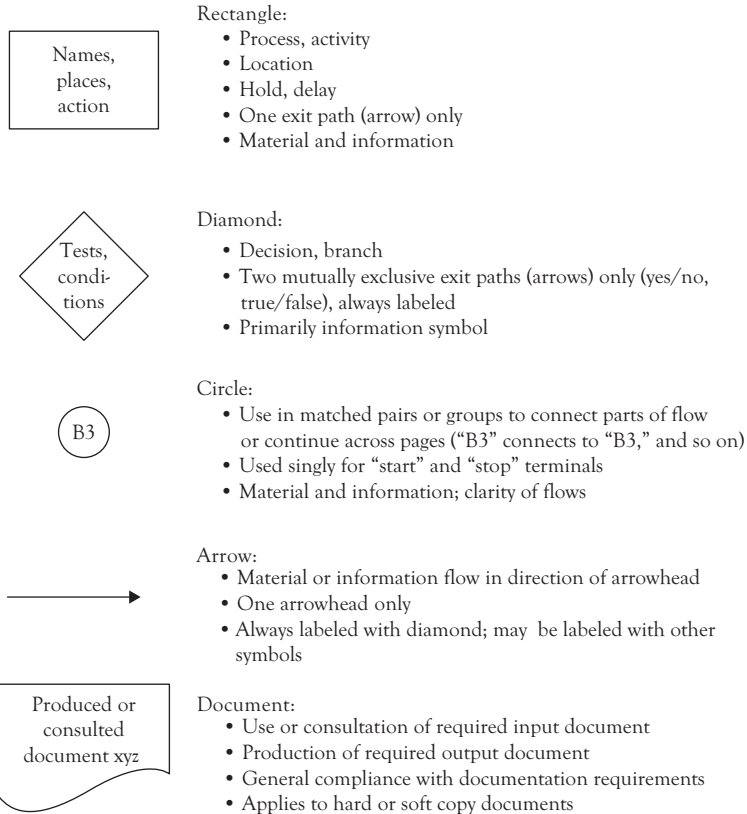 Names,
places,
action
Rectangle:
• Process, activity
• Location
• Hold, delay
• One exit path (arrow) only
• Material and information
Tests,
condi-
tions
Diamond:
• Decision, branch
• Two mutually exclusive exit paths (arrows) only (yes/no,
true/false), always labeled
• Primarily information symbol
B3
Circle:
• Use in matched pairs or groups to connect parts of flow
or continue across pages (“B3” connects to “B3,” and so on)
• Used singly for “start” and “stop” terminals
• Material and information; clarity of flows
Arrow:
• Material or information flow in direction of arrowhead
• One arrowhead only
• Always labeled with diamond; may be labeled with other
symbols
Produced or
consulted
document xyz
Document:
• Use or consultation of required input document
• Production of required output document
• General compliance with documentation requirements
• Applies to hard or soft copy documents